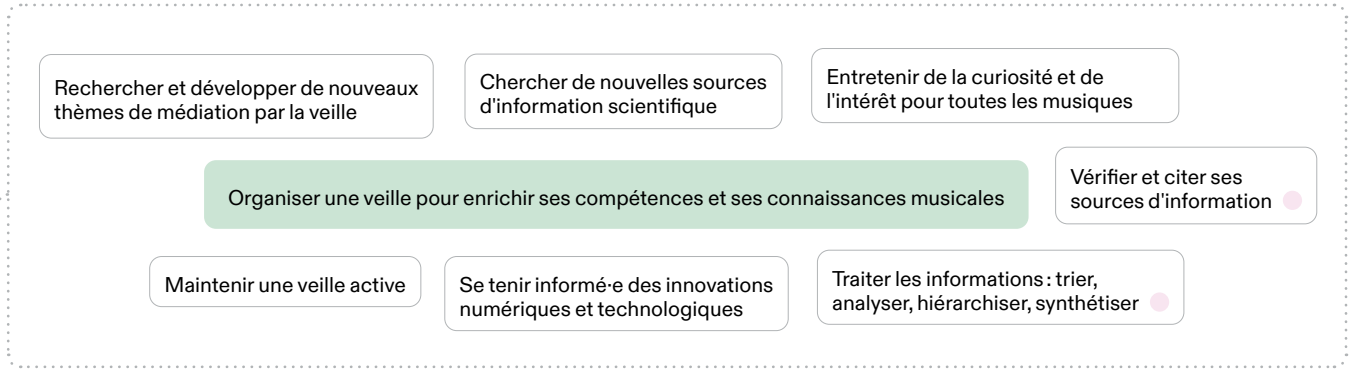 Rechercher et développer de nouveaux
thèmes de médiation par la veille
Chercher de nouvelles sources
d'information scientifique
Entretenir de la curiosité et de
l'intérêt pour toutes les musiques
Organiser une veille pour enrichir ses compétences et ses connaissances musicales
Vérifier et citer ses
sources d'information
Maintenir une veille active
Se tenir informé·e des innovations
numériques et technologiques
Traiter les informations : trier,
analyser, hiérarchiser, synthétiser